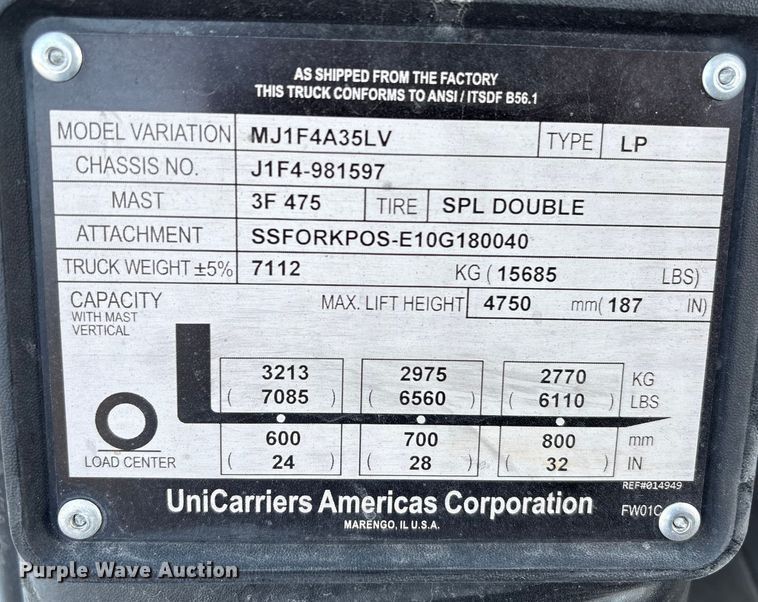 AS SHIPPED FROM THE FACTORY
THIS TRUCK CONFORMS TO ANSI / ITSDF B56.1
MODEL VARIATION MJ1F4A35LV TYPE LP
CHASSIS NO. J1F4-981597
MAST 3F 475 TIRE SPL DOUBLE
ATTACHMENT SSFORKPOS-E10G180040
TRUCK WEIGHT ±5% 7112 KG ( 15685 LBS)
CAPACITY MAX. LIFT HEIGHT 4750 mm( 187 IN)
WITH MAST
VERTICAL
3213 2975 2770 KG
( 7085 ) ( 6560 ) ( 6110 ) LBS
600 700 800 mm
LOAD CENTER ( 24 ) ( 28 ) ( 32 ) IN
REF#014949
UniCarriers Americas Corporation FW01C
MARENGO, IL U.S.A.
Purple Wave Auction